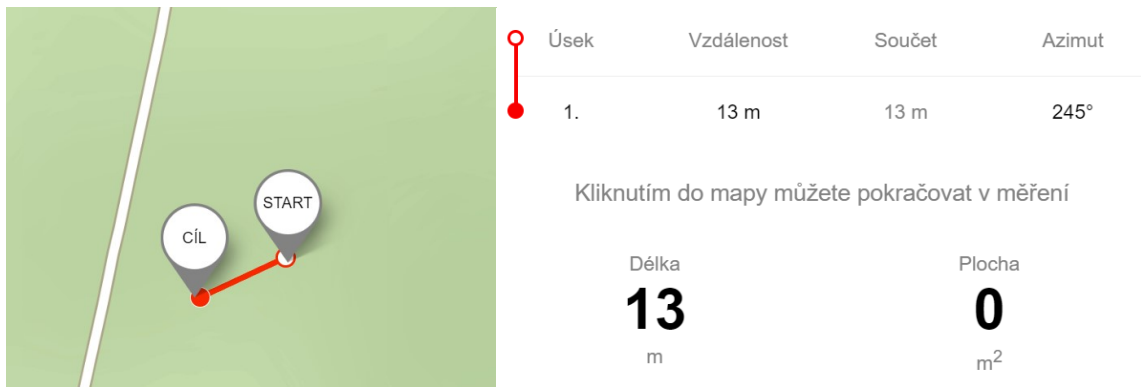 START
CÍL
Úsek Vzdálenost Součet Azimut
1. 13 m 13 m 245°
Kliknutím do mapy můžete pokračovat v měření
Délka Plocha
13 0
m m²